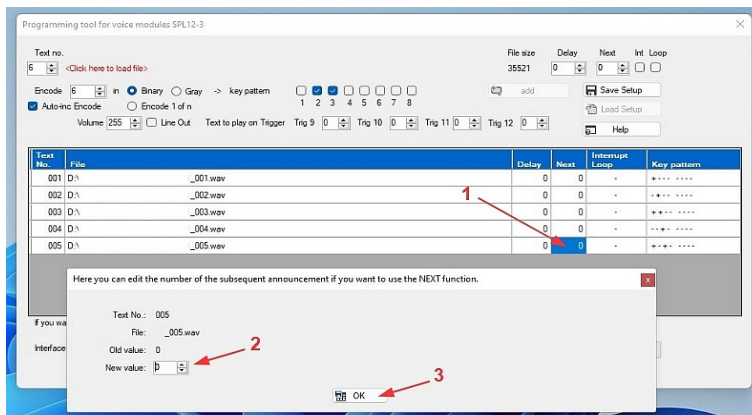 Programming tool for voice modules SPL12-3
Text no. File size Delay Next Int Loop
6 <Click here to load file> 35521 0 0
Encode 6 in Binary Gray -> key pattern add Save Setup
Auto-inc Encode Encode 1 of n 1 2 3 4 5 6 7 8 Load Setup
Volume 255 Line Out Text to play on Trigger Trig 9 0 Trig 10 0 Trig 11 0 Trig 12 0 Help
Text No. File Delay Next Interrupt Loop Key pattern
001 D:\ _001.wav 0 0 - +--- ----
002 D:\ _002.wav 0 0 - -+-- ----
003 D:\ _003.wav 0 0 - ++-- ----
004 D:\ _004.wav 0 0 - --+- ----
005 D:\ _005.wav 0 0 - +-+- ----
1
Here you can edit the number of the subsequent announcement if you want to use the NEXT function. x
Text No.: 005
If you wa
File: _005.wav
Interface
Old value: 0
New value: 0
2
OK
3